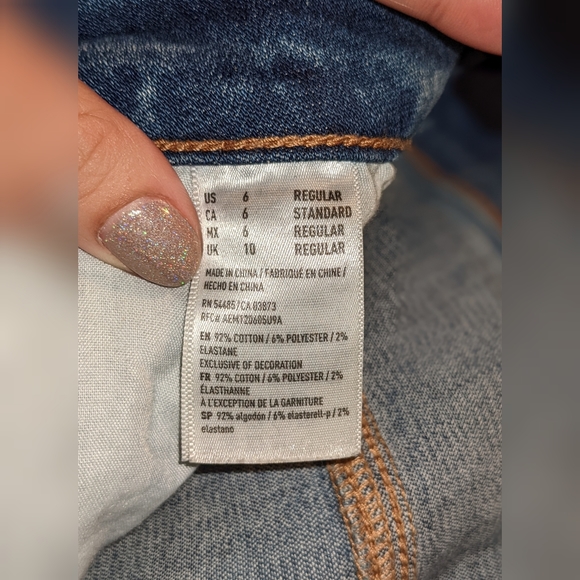 US 6 REGULAR
CA 6 STANDARD
MX 6 REGULAR
UK 10 REGULAR
MADE IN CHINA / FABRIQUÉ EN CHINE /
HECHO EN CHINA
RN 54485 / CA 03873
RFC# AEM120605U9A
EN 92% COTTON / 6% POLYESTER / 2%
ELASTANE
EXCLUSIVE OF DECORATION
FR 92% COTON / 6% POLYESTER / 2%
ÉLASTHANNE
À L'EXCEPTION DE LA GARNITURE
SP 92% algodón / 6% elasterell-p / 2%
elastano